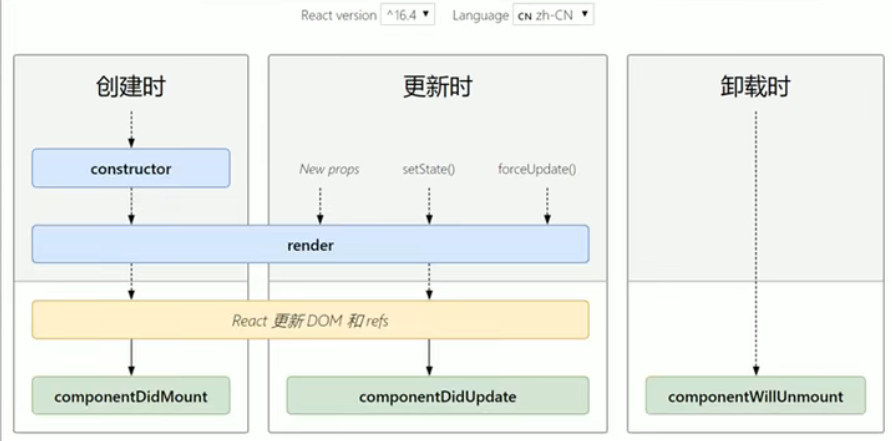 React version ^16.4 ▼ Language CN zh-CN ▼
创建时 更新时 卸载时
constructor
New props setState() forceUpdate()
render
React 更新 DOM 和 refs
componentDidMount componentDidUpdate componentWillUnmount